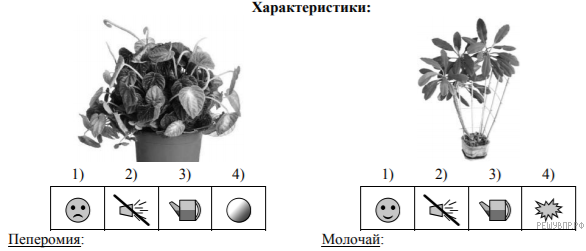 Характеристики:
1) 2) 3) 4)
1) 2) 3) 4)
РЕШУВПР.РФ
Пеперомия:
Молочай: